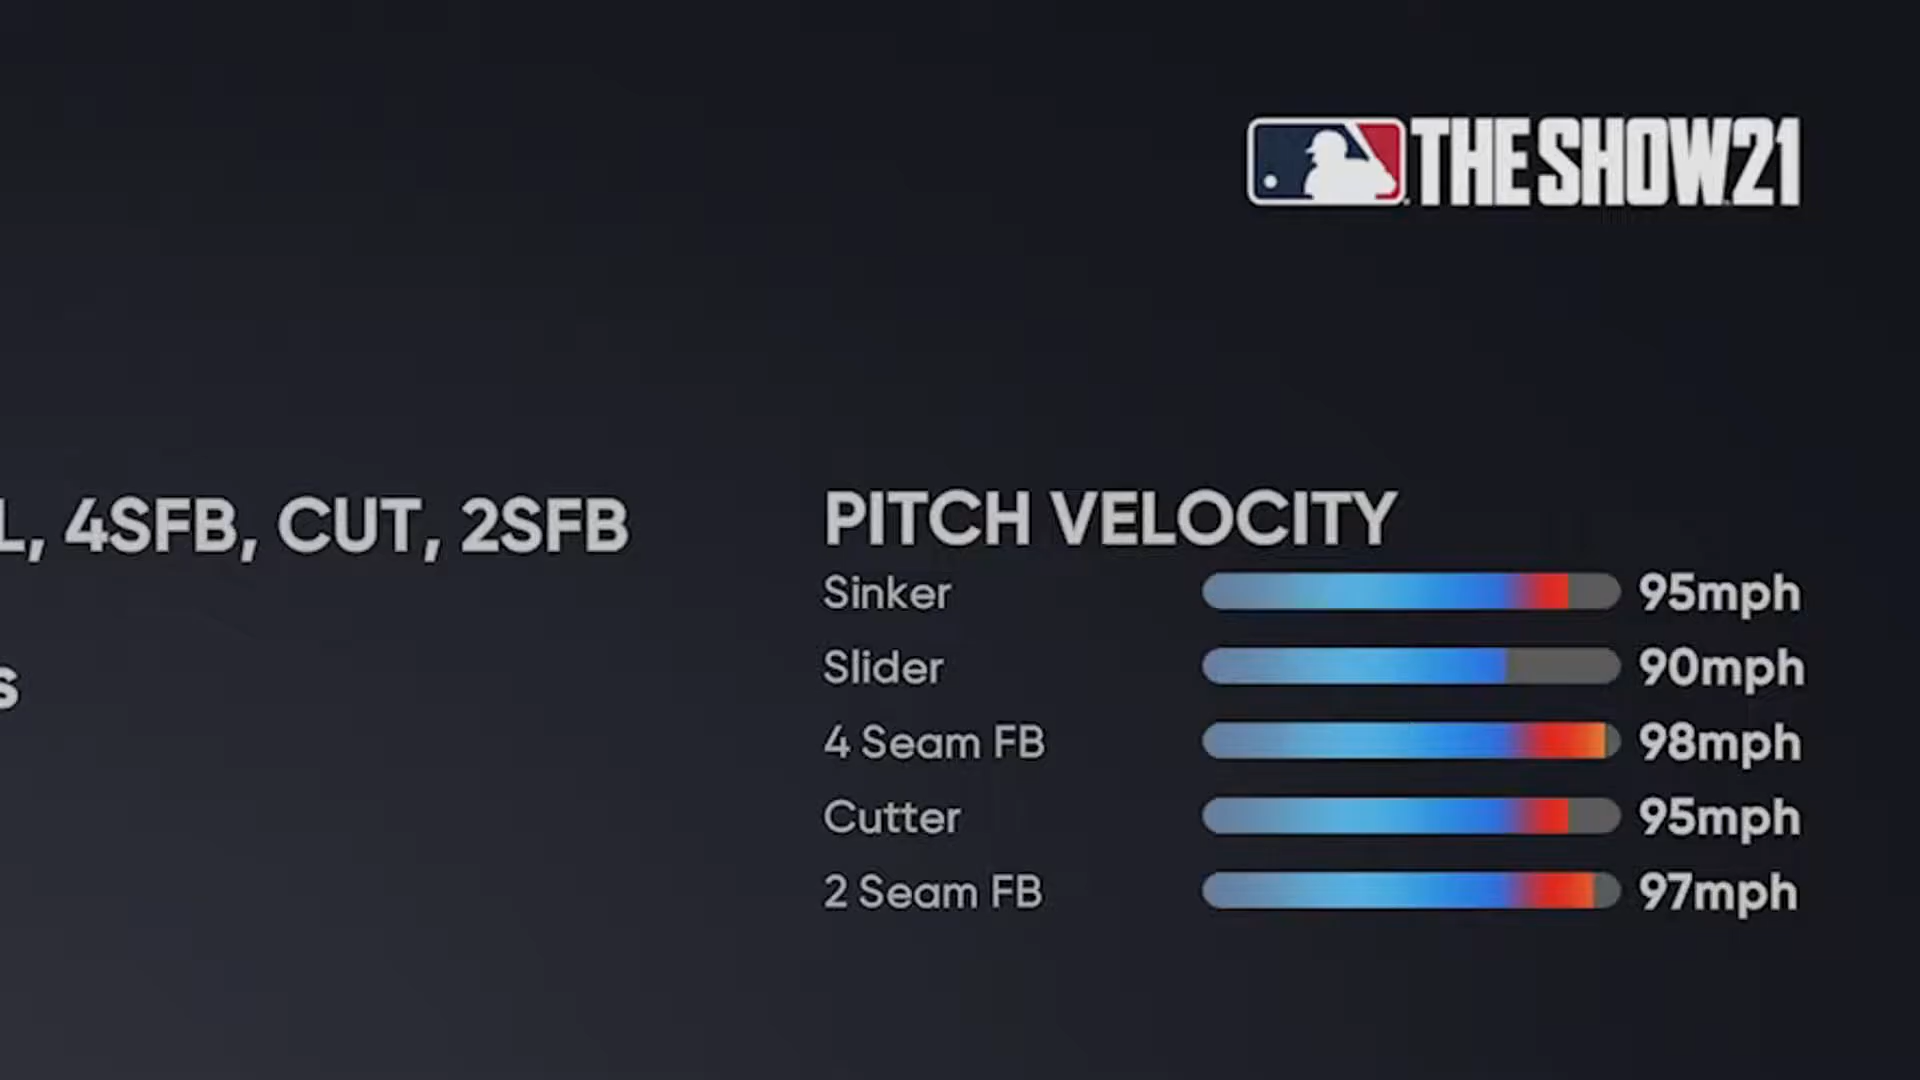 THE SHOW 21
L, 4SFB, CUT, 2SFB
s
PITCH VELOCITY
Sinker 95mph
Slider 90mph
4 Seam FB 98mph
Cutter 95mph
2 Seam FB 97mph